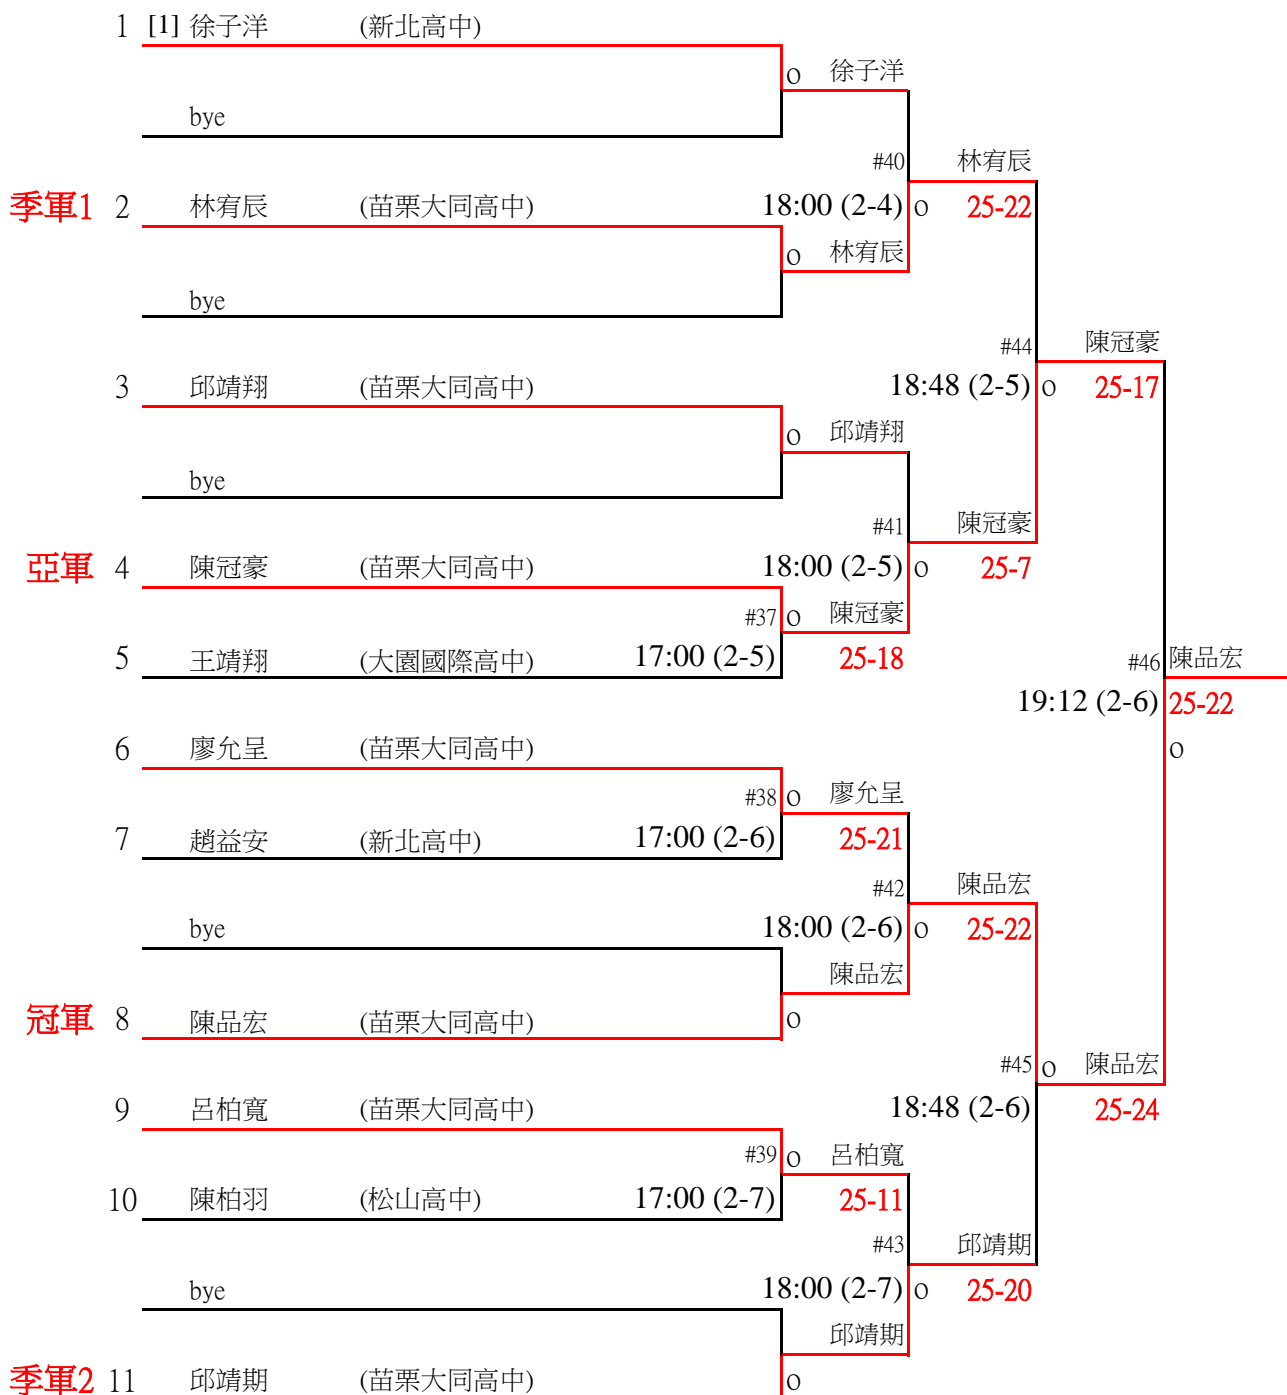 1 [1] 徐子洋 (新北高中)
o 徐子洋
bye
#40 林宥辰
季軍1 2 林宥辰 (苗栗大同高中) 18:00 (2-4) o 25-22
o 林宥辰
bye
#44 陳冠豪
3 邱靖翔 (苗栗大同高中) 18:48 (2-5) o 25-17
o 邱靖翔
bye
#41 陳冠豪
亞軍 4 陳冠豪 (苗栗大同高中) 18:00 (2-5) o 25-7
#37 o 陳冠豪
5 王靖翔 (大園國際高中) 17:00 (2-5) 25-18 #46 陳品宏
19:12 (2-6) 25-22
6 廖允呈 (苗栗大同高中) o
#38 o 廖允呈
7 趙益安 (新北高中) 17:00 (2-6) 25-21
#42 陳品宏
bye 18:00 (2-6) o 25-22
陳品宏
冠軍 8 陳品宏 (苗栗大同高中) o
#45 o 陳品宏
9 呂柏寬 (苗栗大同高中) 18:48 (2-6) 25-24
#39 o 呂柏寬
10 陳柏羽 (松山高中) 17:00 (2-7) 25-11
#43 邱靖期
bye 18:00 (2-7) o 25-20
邱靖期
季軍2 11 邱靖期 (苗栗大同高中) o